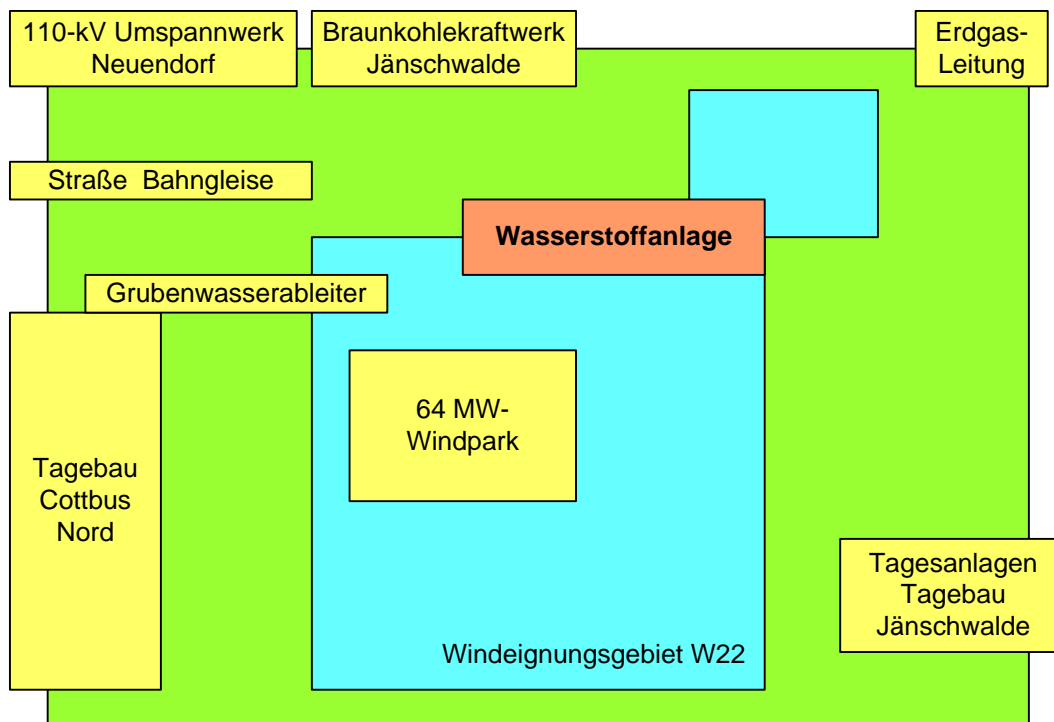 110-kV Umspannwerk
Neuendorf
Braunkohlekraftwerk
Jänschwalde
Erdgas-
Leitung
Straße Bahngleise
Wasserstoffanlage
Grubenwasserableiter
64 MW-
Windpark
Tagebau
Cottbus
Nord
Tagesanlagen
Tagebau
Jänschwalde
Windeignungsgebiet W22